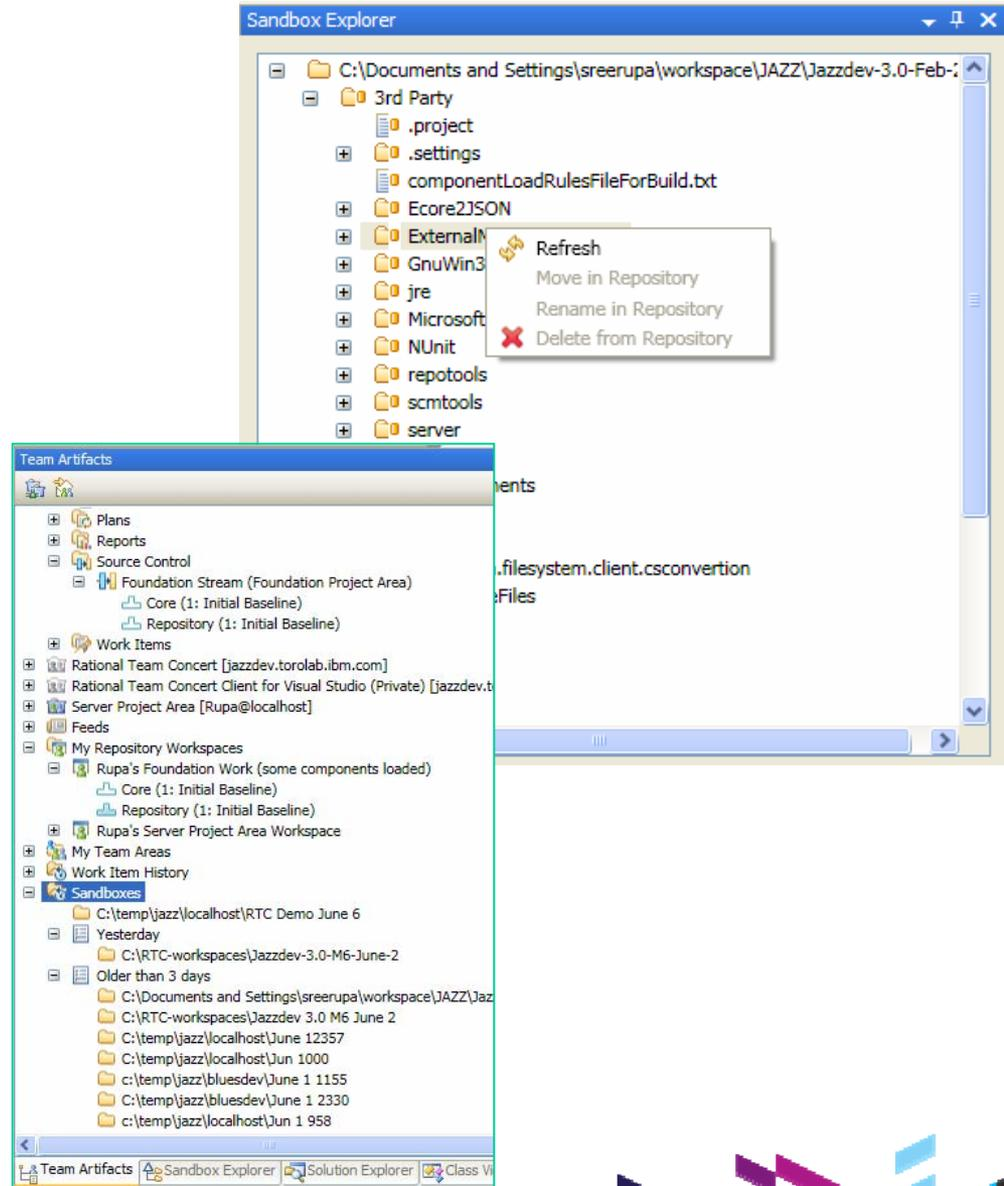 Sandbox Explorer
C:\Documents and Settings\sreerupa\workspace\JAZZ\Jazzdev-3.0-Feb-2
3rd Party
.project
.settings
componentLoadRulesFileForBuild.txt
Ecore2JSON
ExternalN
GnuWin3
jre
Microsoft
NUnit
repotools
scmtools
server
Refresh
Move in Repository
Rename in Repository
Delete from Repository
ments
.filesystem.client.csconvertion
eFiles
Team Artifacts
Plans
Reports
Source Control
Foundation Stream (Foundation Project Area)
Core (1: Initial Baseline)
Repository (1: Initial Baseline)
Work Items
Rational Team Concert [jazzdev.torolab.ibm.com]
Rational Team Concert Client for Visual Studio (Private) [jazzdev.t
Server Project Area [Rupa@localhost]
Feeds
My Repository Workspaces
Rupa's Foundation Work (some components loaded)
Core (1: Initial Baseline)
Repository (1: Initial Baseline)
Rupa's Server Project Area Workspace
My Team Areas
Work Item History
Sandboxes
C:\temp\jazz\localhost\RTC Demo June 6
Yesterday
C:\RTC-workspaces\Jazzdev-3.0-M6-June-2
Older than 3 days
C:\Documents and Settings\sreerupa\workspace\JAZZ\Jaz
C:\RTC-workspaces\Jazzdev 3.0 M6 June 2
C:\temp\jazz\localhost\June 12357
C:\temp\jazz\localhost\Jun 1000
c:\temp\jazz\bluesdev\June 1 1155
C:\temp\jazz\bluesdev\June 1 2330
c:\temp\jazz\localhost\Jun 1 958
Team Artifacts Sandbox Explorer Solution Explorer Class Vi